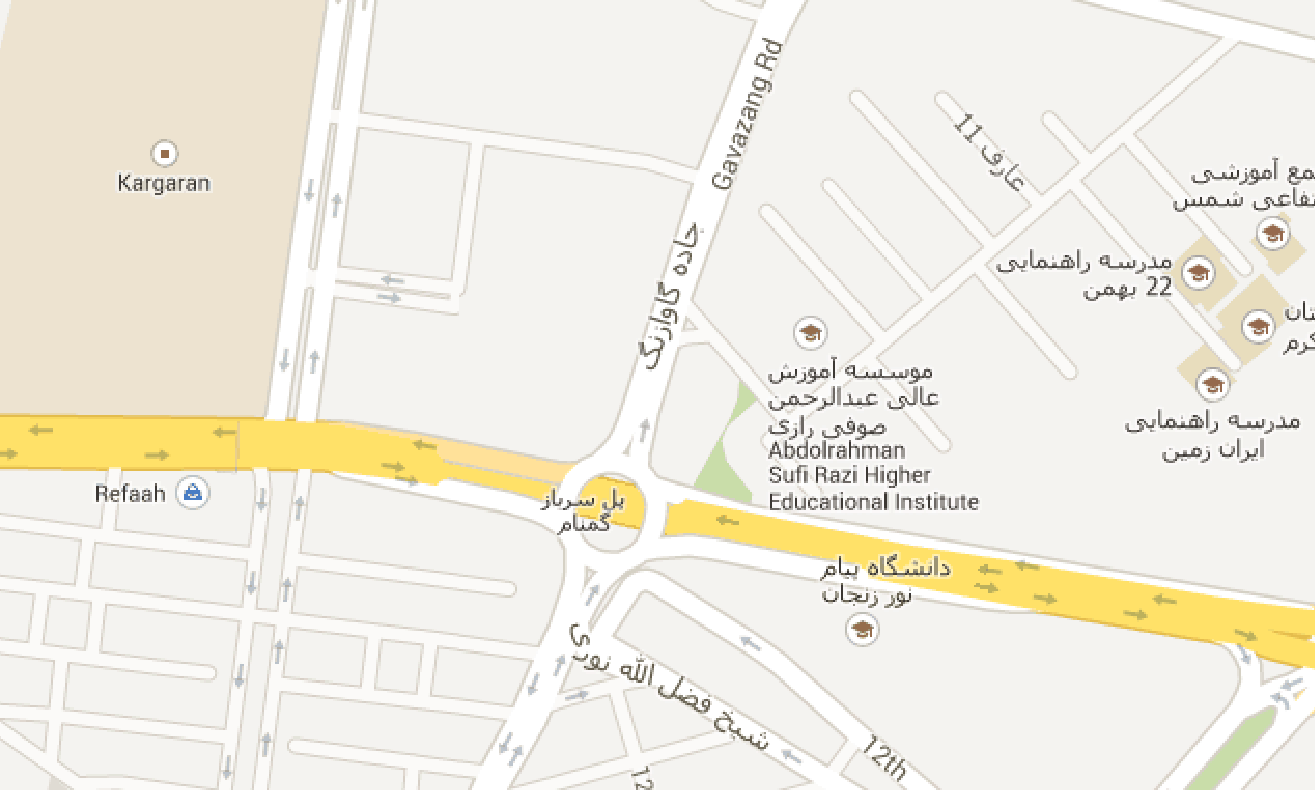 Gavazang Rd
جاده گاوازنگ
Kargaran
عارف 11
آموزشی
شمس
مدرسه راهنمایی
22 بهمن
موسسه آموزش
عالی عبدالرحمن
صوفی رازی
Abdolrahman
Sufi Razi Higher
Educational Institute
مدرسه راهنمایی
ایران زمین
Refaah
پل سرباز
گمنام
دانشگاه پیام
نور زنجان
شیخ فضل الله نوری
12th
12